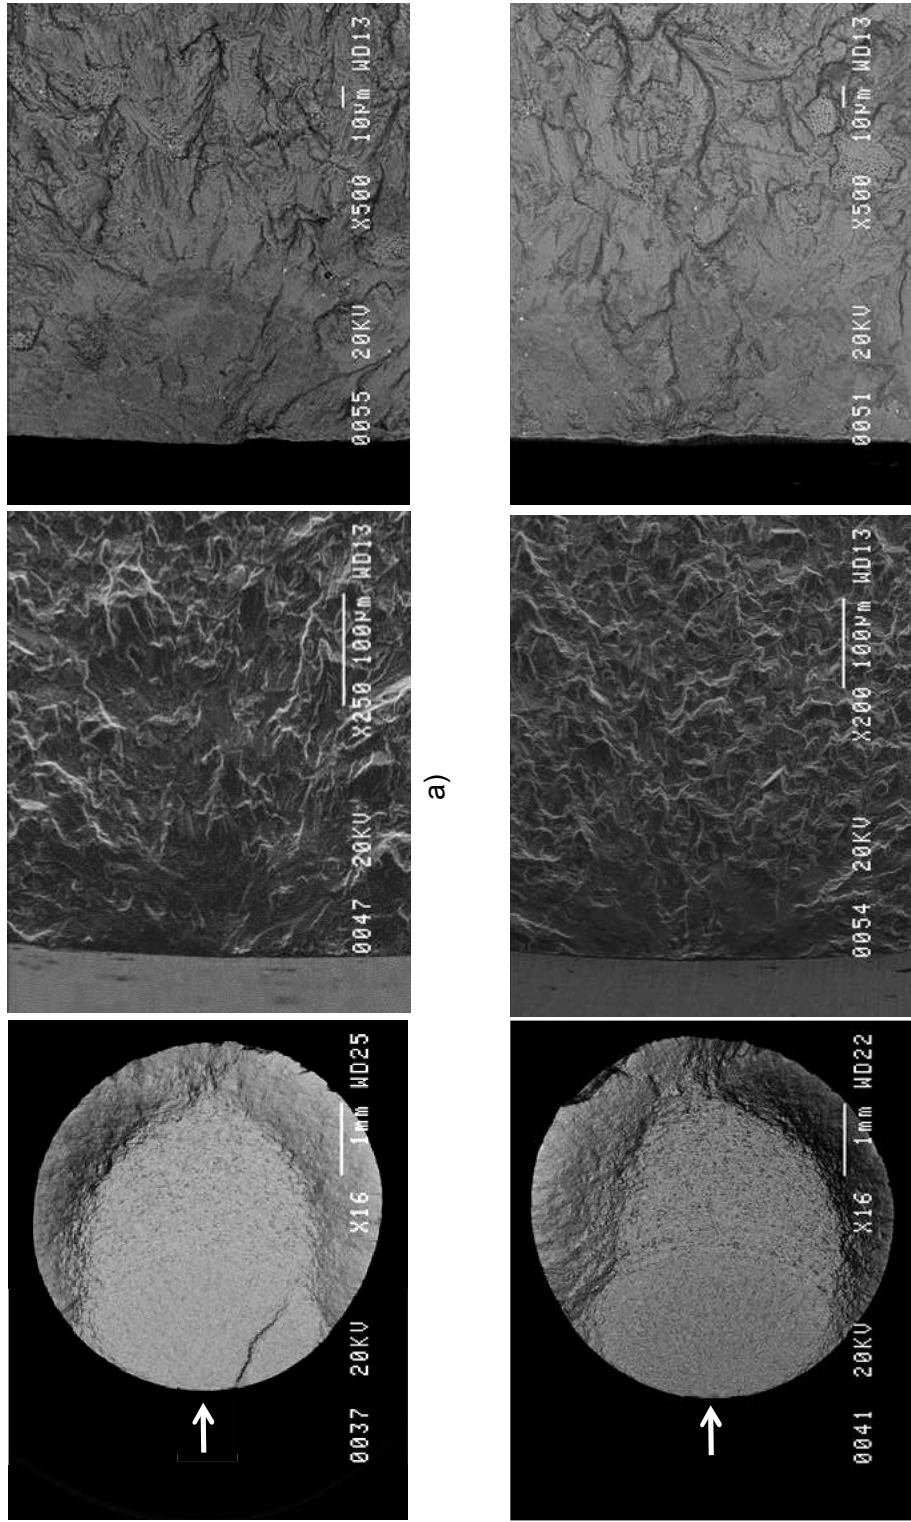 0037 20KV X16 1mm WD25
0047 20KV X250 100µm WD13
0055 20KV X500 10µm WD13
a)
0041 20KV X16 1mm WD22
0054 20KV X200 100µm WD13
0051 20KV X500 10µm WD13